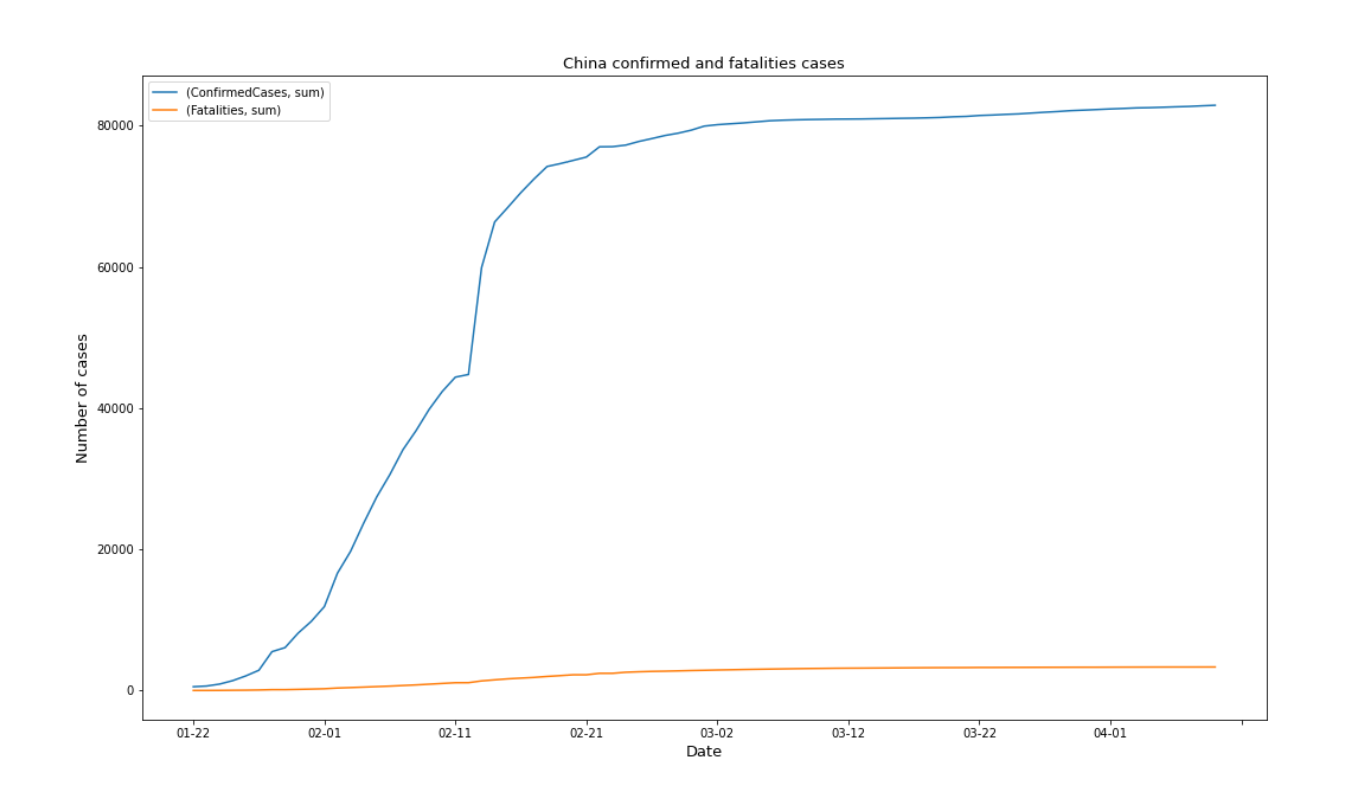 China confirmed and fatalities cases
(ConfirmedCases, sum)
(Fatalities, sum)
80000
60000
40000
20000
0
Number of cases
01-22 02-01 02-11 02-21 03-02 03-12 03-22 04-01
Date